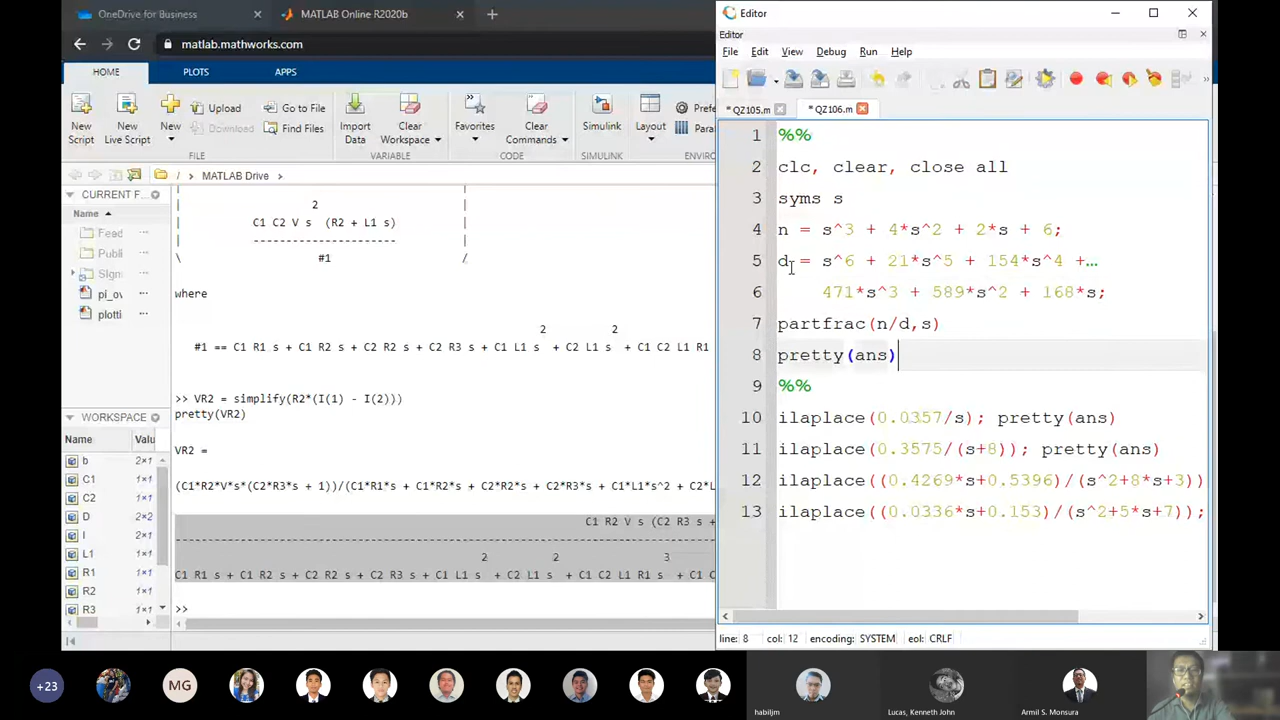 OneDrive for Business
MATLAB Online R2020b
matlab.mathworks.com
HOME
PLOTS
APPS
New Script
New Live Script
New
Upload
Download
Go to File
Find Files
Import Data
Clear Workspace
Favorites
Clear Commands
Simulink
Layout
Prefe
Para
FILE
VARIABLE
CODE
SIMULINK
ENVIR
/ MATLAB Drive
CURRENT F
Name
Feed
Publi
Sign
pi_ov
plotti
WORKSPACE
Name
Valu
b 2×1
C1 1×1
C2 1×1
D 2×2
I 2×1
L1 1×1
R1 1×1
R2 1×1
R3 1×1
| |
| 2 |
| C1 C2 V s (R2 + L1 s) |
| ---------------------- |
\ #1 /
where
2 2
#1 == C1 R1 s + C1 R2 s + C2 R2 s + C2 R3 s + C1 L1 s + C2 L1 s + C1 C2 L1 R1
>> VR2 = simplify(R2*(I(1) - I(2)))
pretty(VR2)
VR2 =
(C1*R2*V*s*(C2*R3*s + 1))/(C1*R1*s + C1*R2*s + C2*R2*s + C2*R3*s + C1*L1*s^2 + C2*L
C1 R2 V s (C2 R3 s +
2 2 3
C1 R1 s + C1 R2 s + C2 R2 s + C2 R3 s + C1 L1 s + C2 L1 s + C1 C2 L1 R1 s + C1 C
>>
Editor
Editor
File Edit View Debug Run Help
*QZ105.m
*QZ106.m
1 %%
2 clc, clear, close all
3 syms s
4 n = s^3 + 4*s^2 + 2*s + 6;
5 d = s^6 + 21*s^5 + 154*s^4 +...
6 471*s^3 + 589*s^2 + 168*s;
7 partfrac(n/d,s)
8 pretty(ans)
9 %%
10 ilaplace(0.0357/s); pretty(ans)
11 ilaplace(0.3575/(s+8)); pretty(ans)
12 ilaplace((0.4269*s+0.5396)/(s^2+8*s+3))
13 ilaplace((0.0336*s+0.153)/(s^2+5*s+7));
line: 8 col: 12 encoding: SYSTEM eol: CRLF
+23
MG
habiljm
Lucas, Kenneth John
Armil S. Monsura